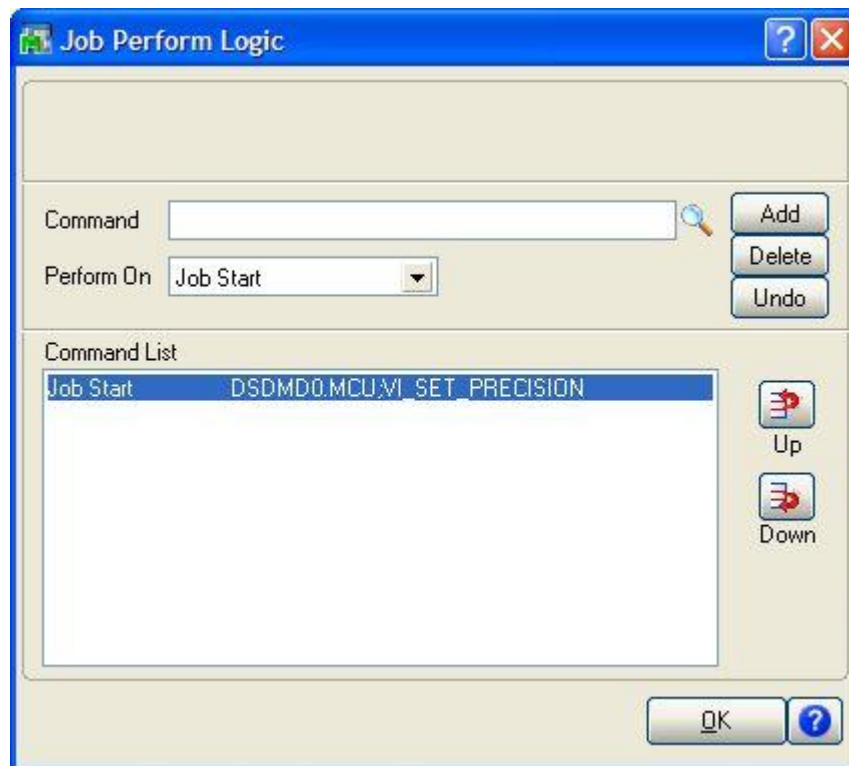 Job Perform Logic
Command
Add
Delete
Perform On Job Start
Undo
Command List
Job Start DSDMD0.MCU;VI_SET_PRECISION
Up
Down
OK